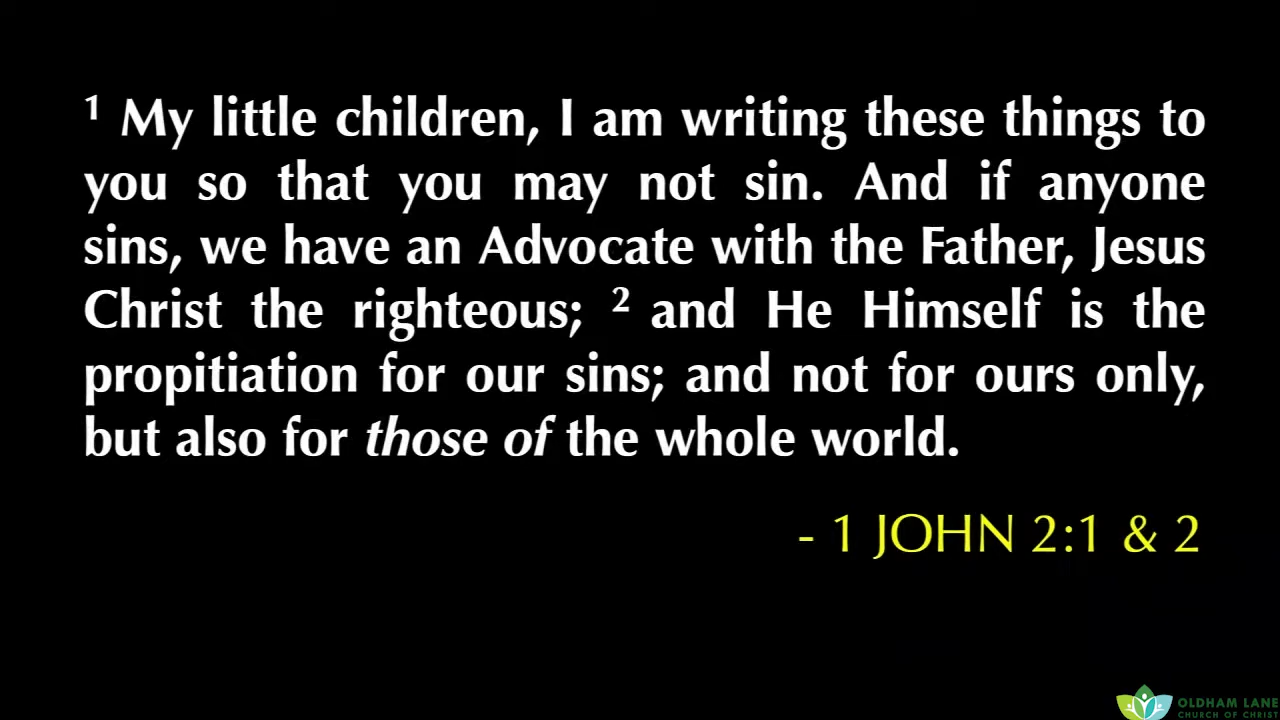 ¹ My little children, I am writing these things to
you so that you may not sin. And if anyone
sins, we have an Advocate with the Father, Jesus
Christ the righteous; ² and He Himself is the
propitiation for our sins; and not for ours only,
but also for those of the whole world.
- 1 JOHN 2:1 & 2
OLDHAM LANE
CHURCH OF CHRIST